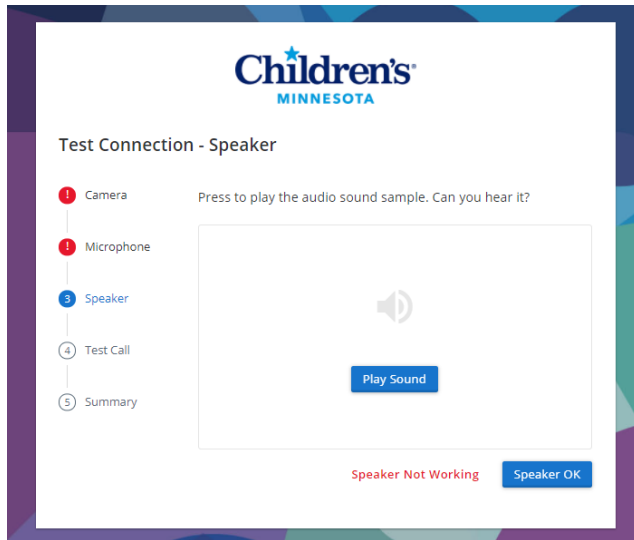 Children's
MINNESOTA
Test Connection - Speaker
! Camera
Press to play the audio sound sample. Can you hear it?
! Microphone
3 Speaker
4 Test Call
Play Sound
5 Summary
Speaker Not Working
Speaker OK